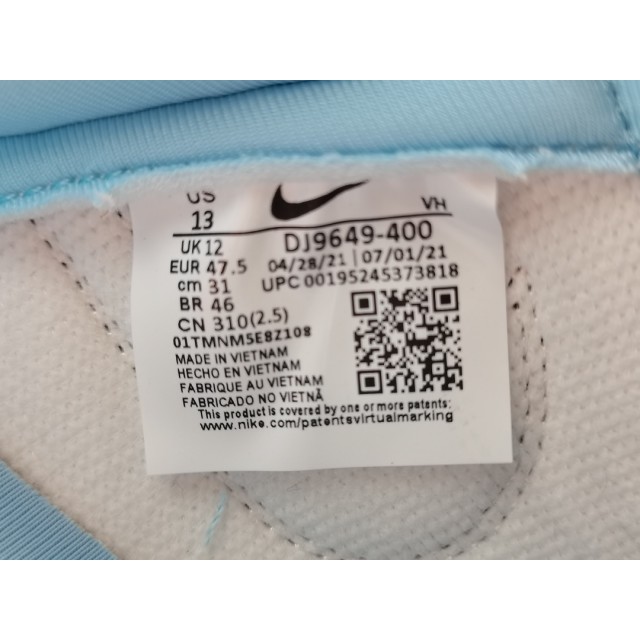 US
13
VH
UK 12
DJ9649-400
EUR 47.5
04/28/21 | 07/01/21
cm 31
UPC 00195245373818
BR 46
CN 310(2.5)
01TMNM5E8Z108
MADE IN VIETNAM
HECHO EN VIETNAM
FABRIQUE AU VIETNAM
FABRICADO NO VIETNÃ
This product is covered by one or more patents:
www.nike.com/patentsvirtualmarking